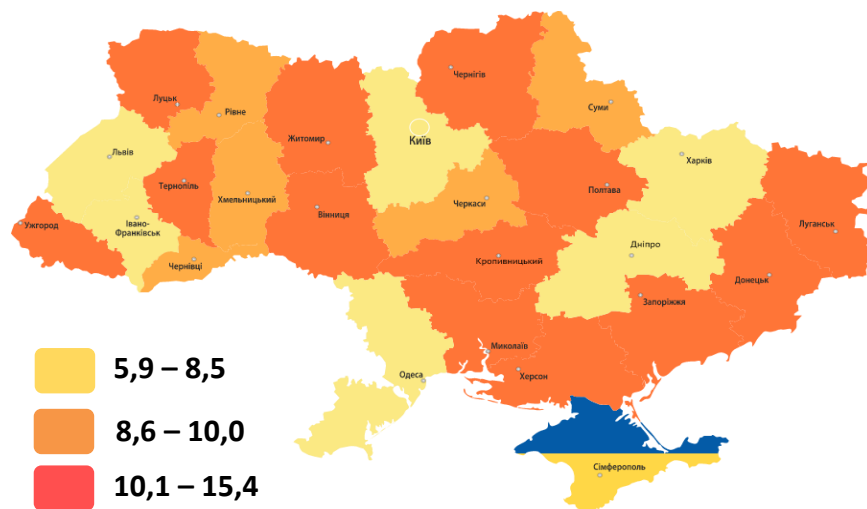 Чернігів
Луцьк
Рівне
Суми
Житомир
Київ
Львів
Харків
Тернопіль
Хмельницький
Полтава
Черкаси
Вінниця
Ужгород
Івано-
Франківськ
Луганськ
Дніпро
Чернівці
Кропивницький
Донецьк
Запоріжжя
Миколаїв
Херсон
Одеса
5,9 – 8,5
8,6 – 10,0
Сімферополь
10,1 – 15,4